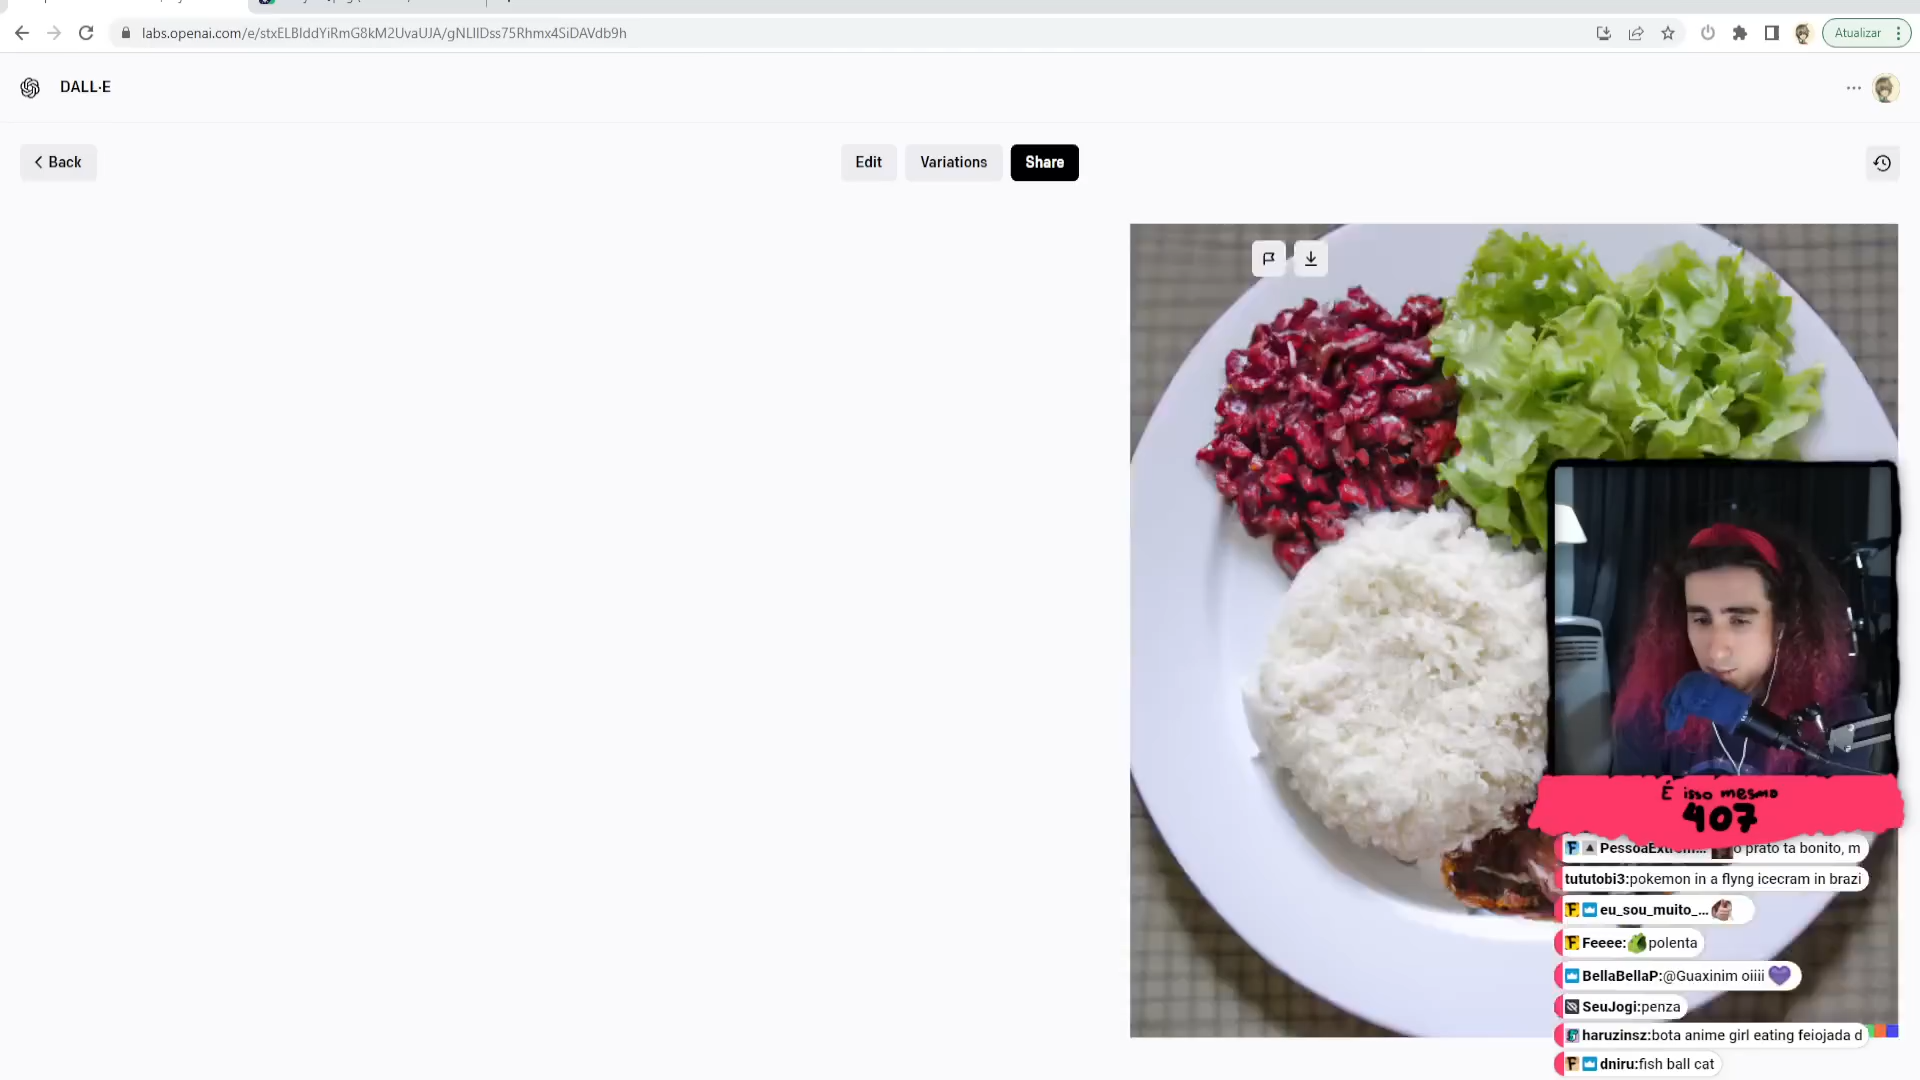 labs.openai.com/e/stxELBlddYiRmG8kM2UvaUJA/gNLIIDss75Rhmx4SiDAVdb9h
Atualizar
DALL·E
Back
Edit
Variations
Share
É isso mesmo
407
PessoaExtrem... o prato ta bonito, m
tututobi3:pokemon in a flyng icecram in brazi
eu_sou_muito_...
Feeee: polenta
BellaBellaP:@Guaxinim oiiii
SeuJogi:penza
haruzinsz:bota anime girl eating feiojada d
dniru:fish ball cat